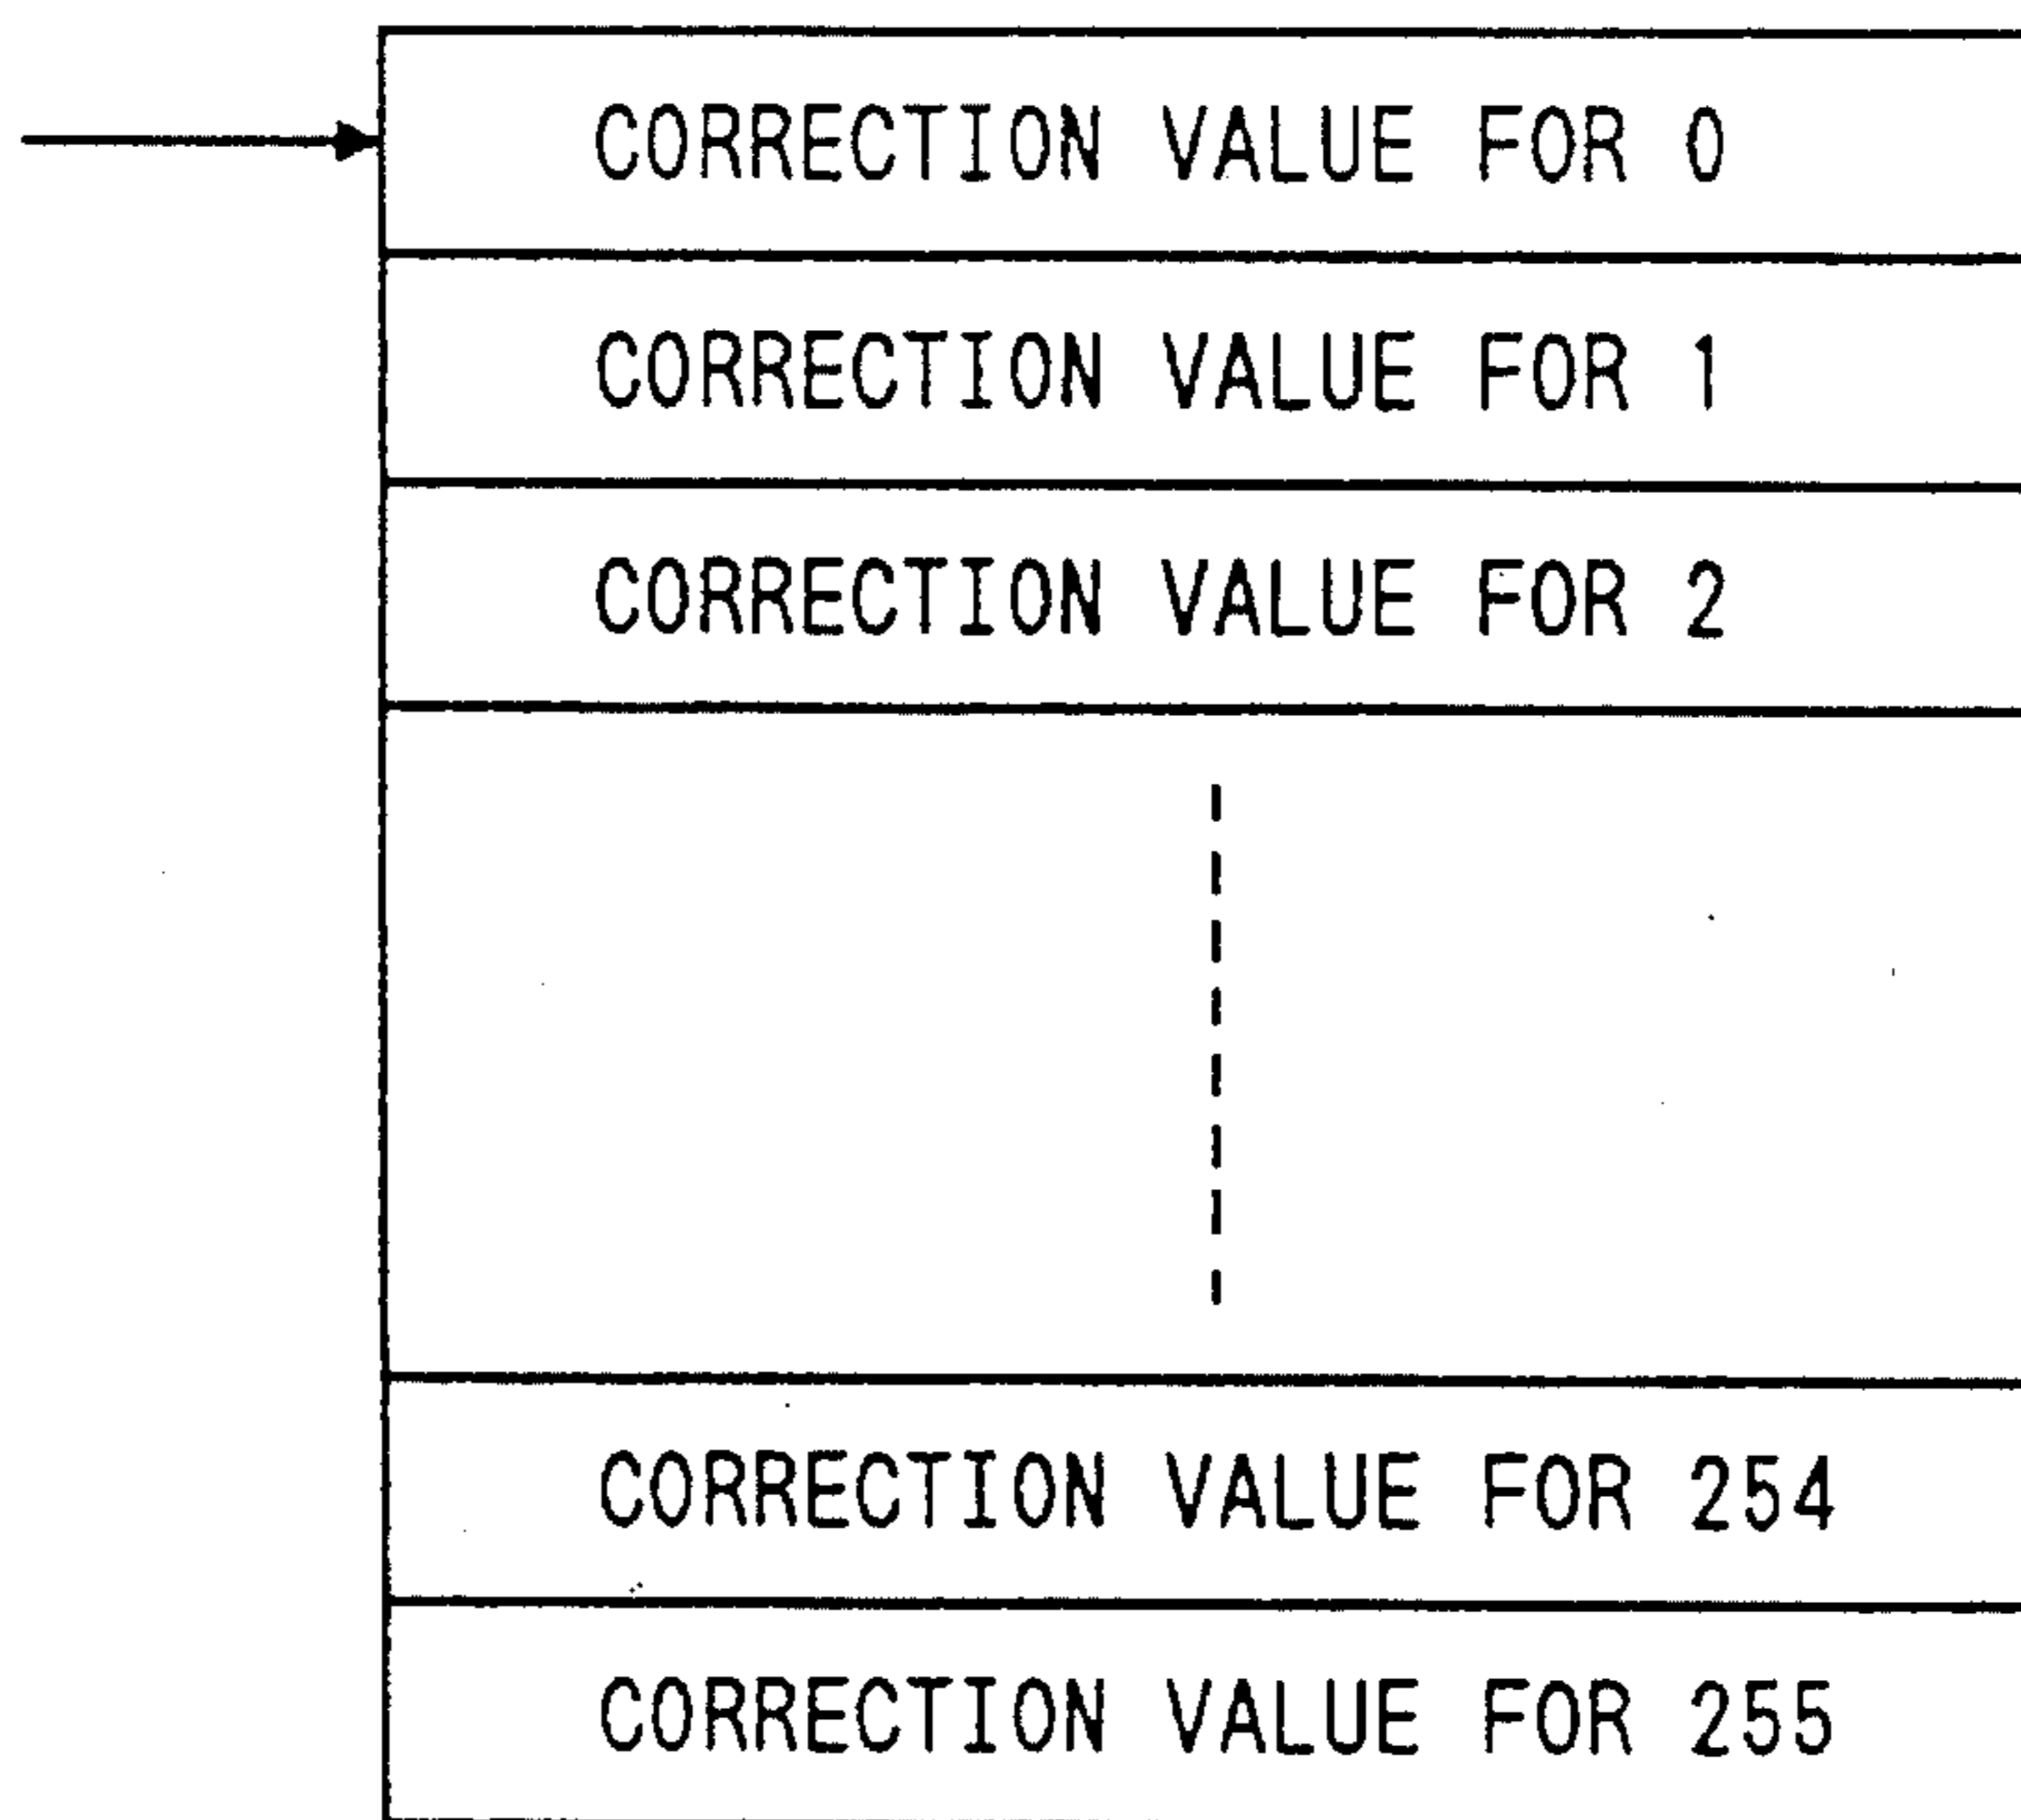 CORRECTION VALUE FOR 0
CORRECTION VALUE FOR 1
CORRECTION VALUE FOR 2
CORRECTION VALUE FOR 254
CORRECTION VALUE FOR 255